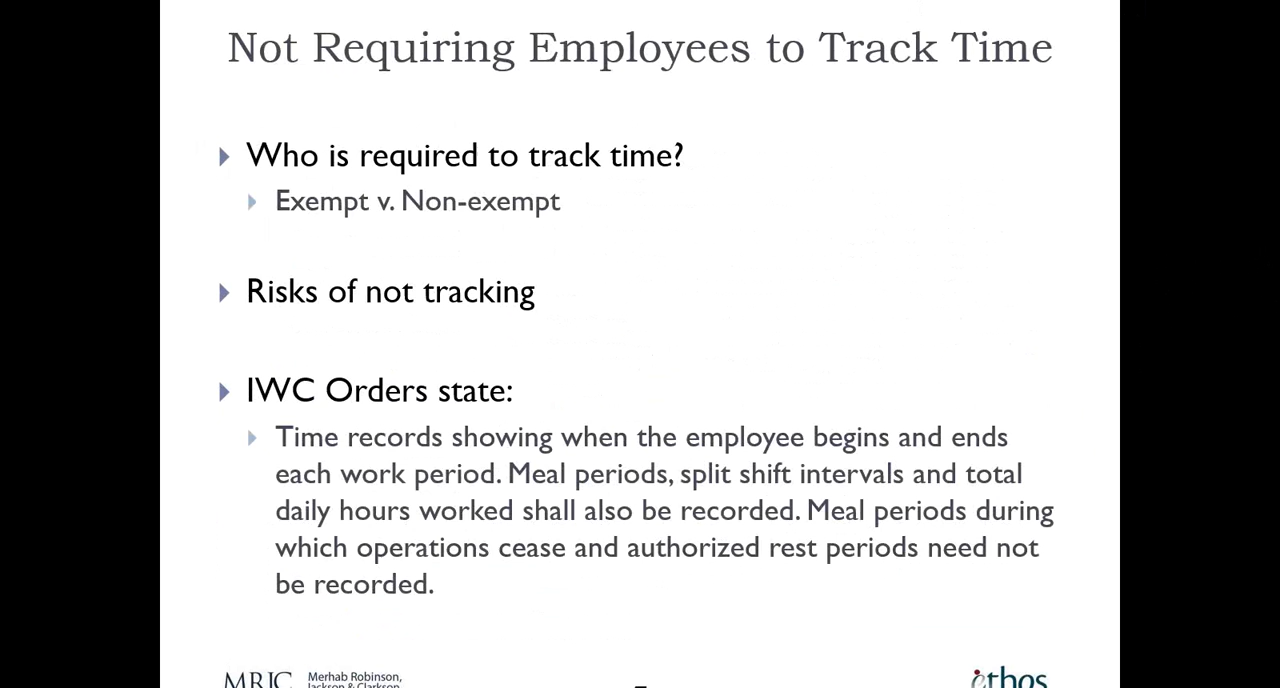 Not Requiring Employees to Track Time
Who is required to track time?
Exempt v. Non-exempt
Risks of not tracking
IWC Orders state:
Time records showing when the employee begins and ends
each work period. Meal periods, split shift intervals and total
daily hours worked shall also be recorded. Meal periods during
which operations cease and authorized rest periods need not
be recorded.
MRJC Merhab Robinson,
Jackson & Clarkson
ethos